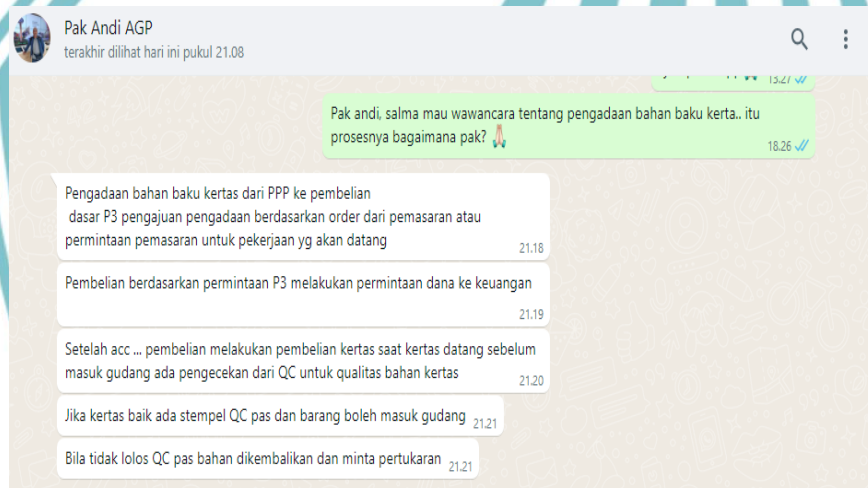 Pak Andi AGP
terakhir dilihat hari ini pukul 21.08
13.27
Pak andi, salma mau wawancara tentang pengadaan bahan baku kerta.. itu
prosesnya bagaimana pak? 🙏🏻
18.26
Pengadaan bahan baku kertas dari PPP ke pembelian
dasar P3 pengajuan pengadaan berdasarkan order dari pemasaran atau
permintaan pemasaran untuk pekerjaan yg akan datang
21.18
Pembelian berdasarkan permintaan P3 melakukan permintaan dana ke keuangan
21.19
Setelah acc ... pembelian melakukan pembelian kertas saat kertas datang sebelum
masuk gudang ada pengecekan dari QC untuk qualitas bahan kertas
21.20
Jika kertas baik ada stempel QC pas dan barang boleh masuk gudang 21.21
Bila tidak lolos QC pas bahan dikembalikan dan minta pertukaran 21.21